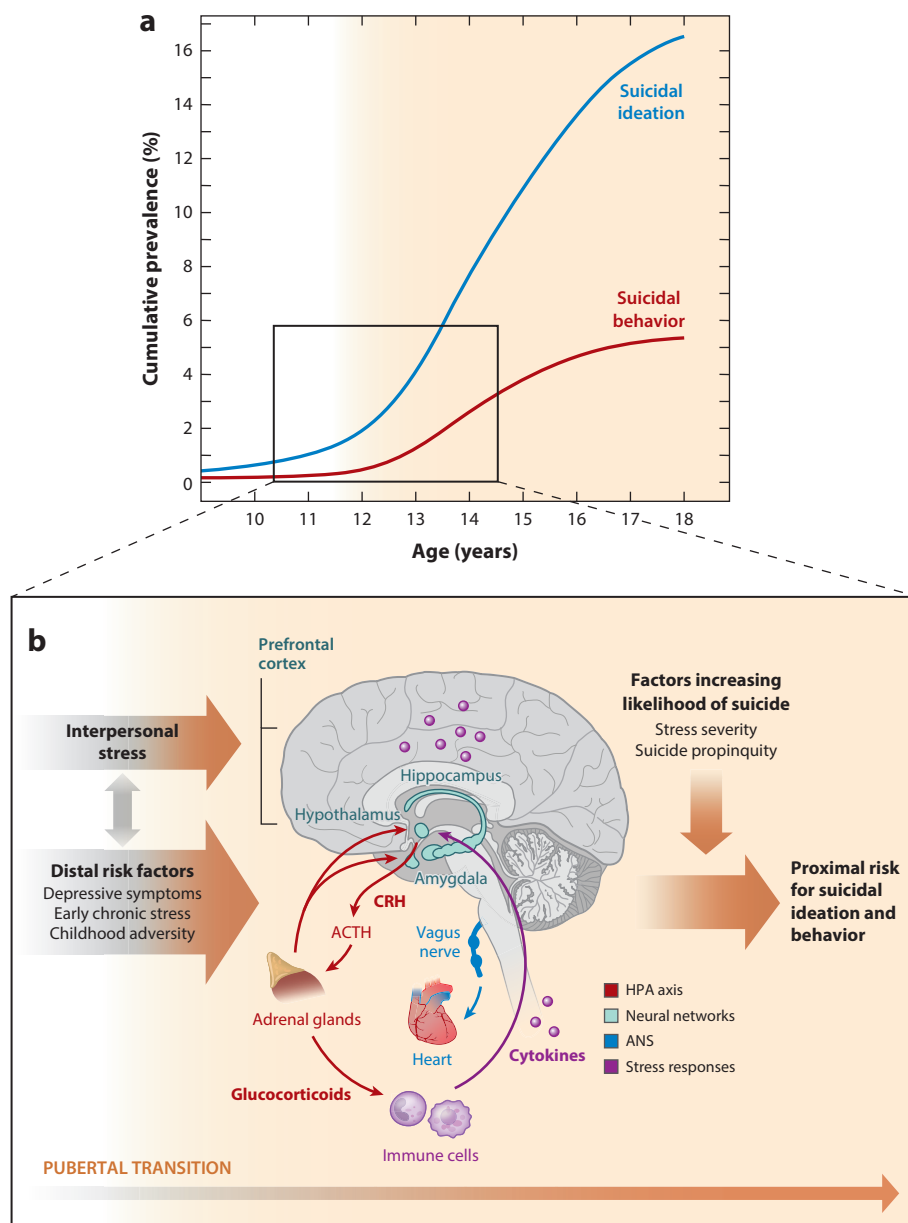 a
16
14
12
10
8
6
4
2
0
Cumulative prevalence (%)
Suicidal
ideation
Suicidal
behavior
10
11
12
13
14
15
16
17
18
Age (years)
b
Prefrontal
cortex
Interpersonal
stress
Distal risk factors
Depressive symptoms
Early chronic stress
Childhood adversity
Hippocampus
Hypothalamus
Amygdala
CRH
ACTH
Adrenal glands
Glucocorticoids
Vagus
nerve
Heart
Immune cells
Cytokines
Factors increasing
likelihood of suicide
Stress severity
Suicide propinquity
Proximal risk
for suicidal
ideation and
behavior
HPA axis
Neural networks
ANS
Stress responses
PUBERTAL TRANSITION